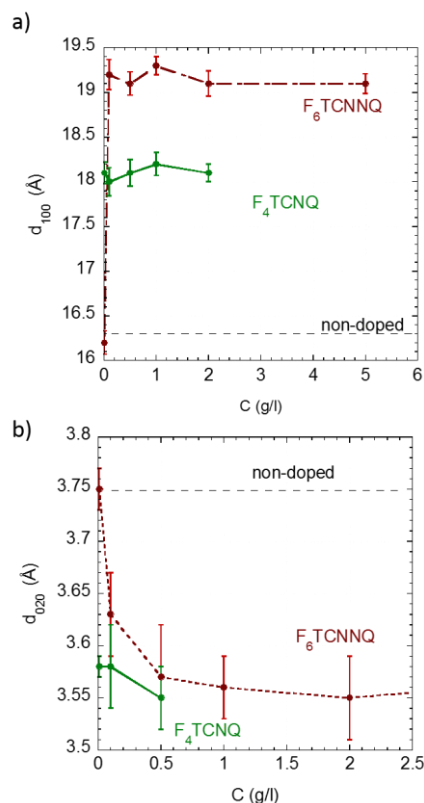 a)
19.5
19
18.5
18
17.5
17
16.5
16
d100 (Å)
F6TCNNQ
F4TCNQ
non-doped
0 1 2 3 4 5 6
C (g/l)
b)
3.8
3.75
3.7
3.65
3.6
3.55
3.5
d020 (Å)
non-doped
F6TCNNQ
F4TCNQ
0 0.5 1 1.5 2 2.5
C (g/l)